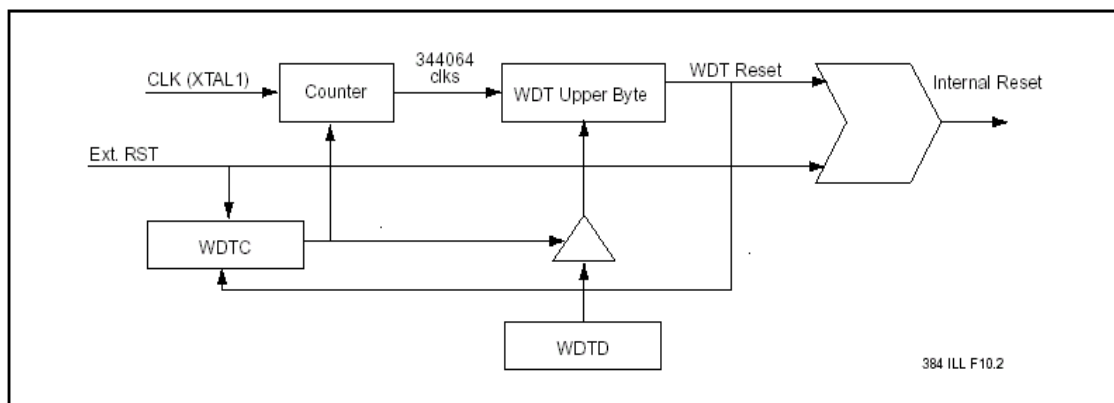 344064
clks
CLK (XTAL1)
Counter
WDT Upper Byte
WDT Reset
Internal Reset
Ext. RST
WDTC
WDTD
384 ILL F10.2